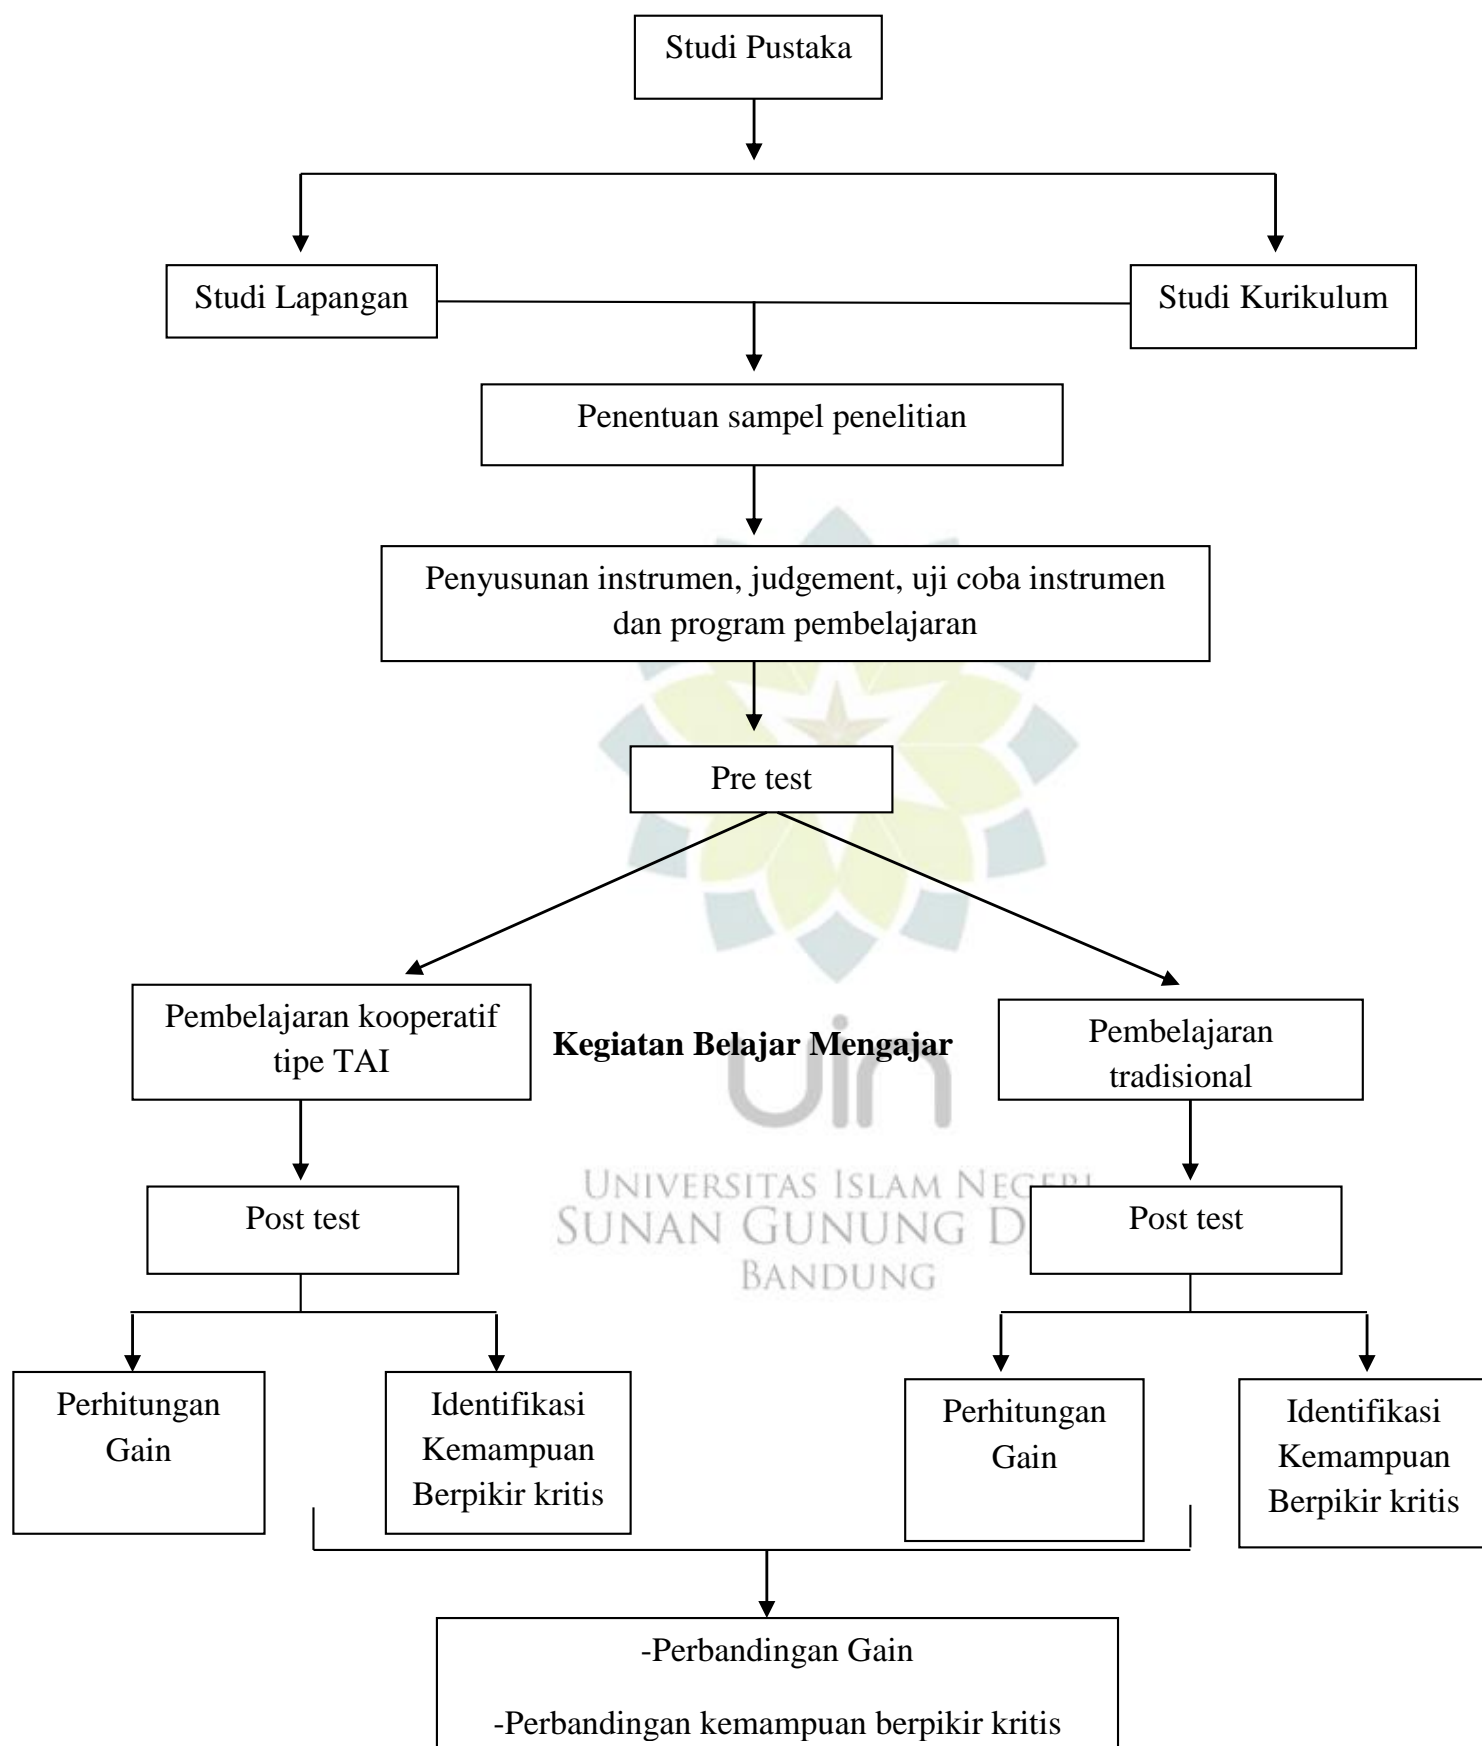 Studi Pustaka
Studi Lapangan
Studi Kurikulum
Penentuan sampel penelitian
Penyusunan instrumen, judgement, uji coba instrumen
dan program pembelajaran
Pre test
Pembelajaran kooperatif
tipe TAI
Kegiatan Belajar Mengajar
Pembelajaran
tradisional
uin
UNIVERSITAS ISLAM NEGERI
SUNAN GUNUNG D
BANDUNG
Post test
Post test
Perhitungan
Gain
Identifikasi
Kemampuan
Berpikir kritis
Perhitungan
Gain
Identifikasi
Kemampuan
Berpikir kritis
-Perbandingan Gain
-Perbandingan kemampuan berpikir kritis